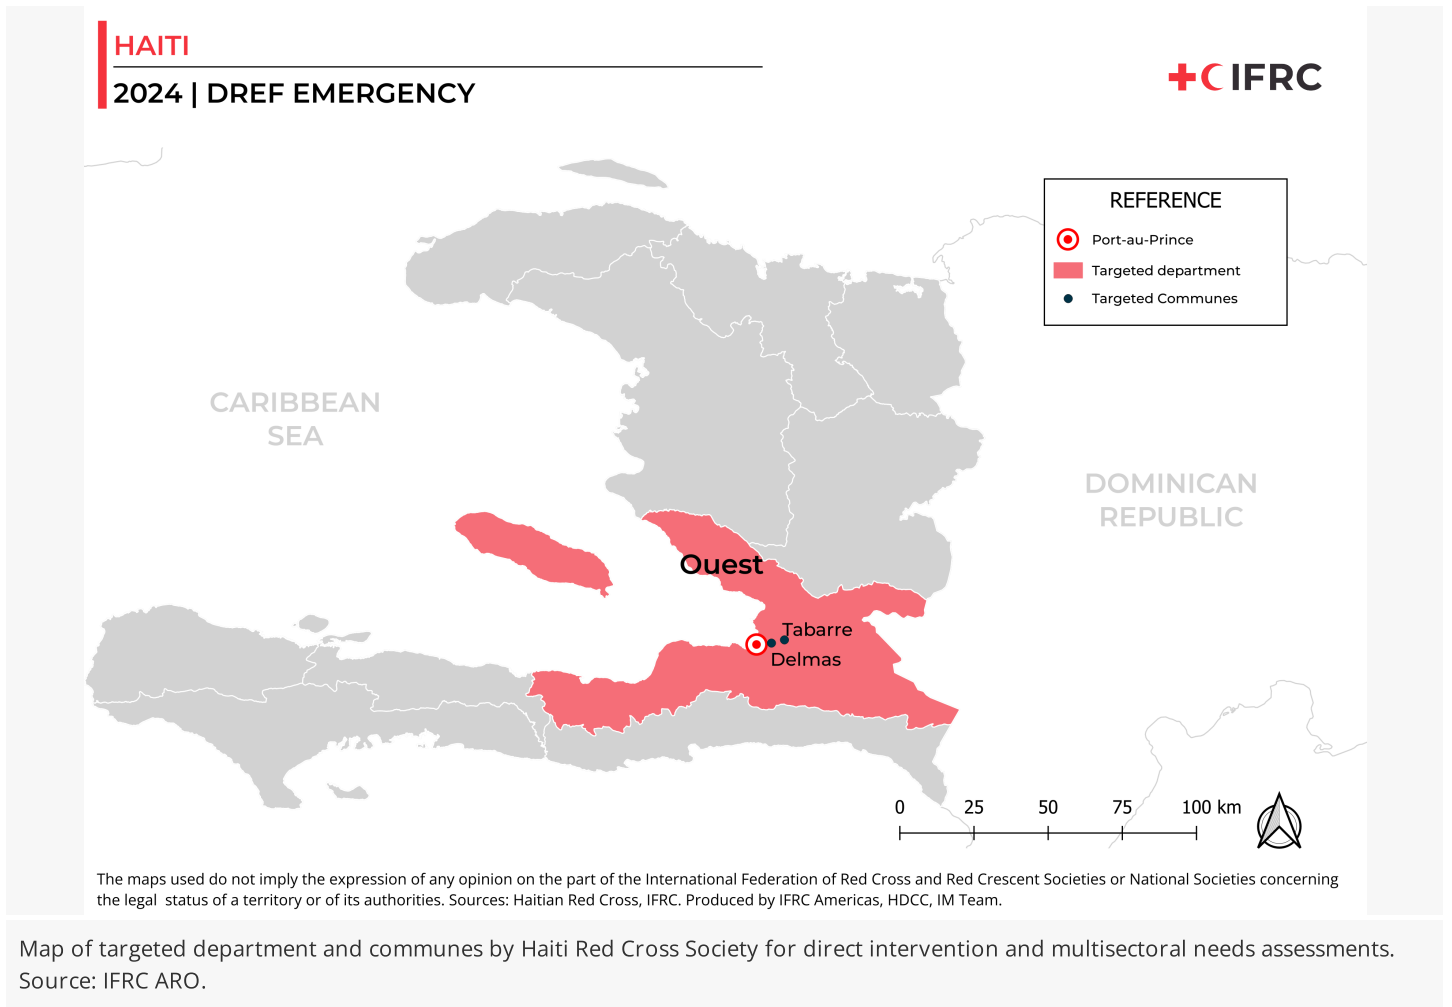 HAITI
2024 | DREF EMERGENCY
IFRC
REFERENCE
Port-au-Prince
Targeted department
Targeted Communes
CARIBBEAN
SEA
DOMINICAN
REPUBLIC
Ouest
Tabarre
Delmas
0 25 50 75 100 km
The maps used do not imply the expression of any opinion on the part of the International Federation of Red Cross and Red Crescent Societies or National Societies concerning
the legal status of a territory or of its authorities. Sources: Haitian Red Cross, IFRC. Produced by IFRC Americas, HDCC, IM Team.
Map of targeted department and communes by Haiti Red Cross Society for direct intervention and multisectoral needs assessments.
Source: IFRC ARO.